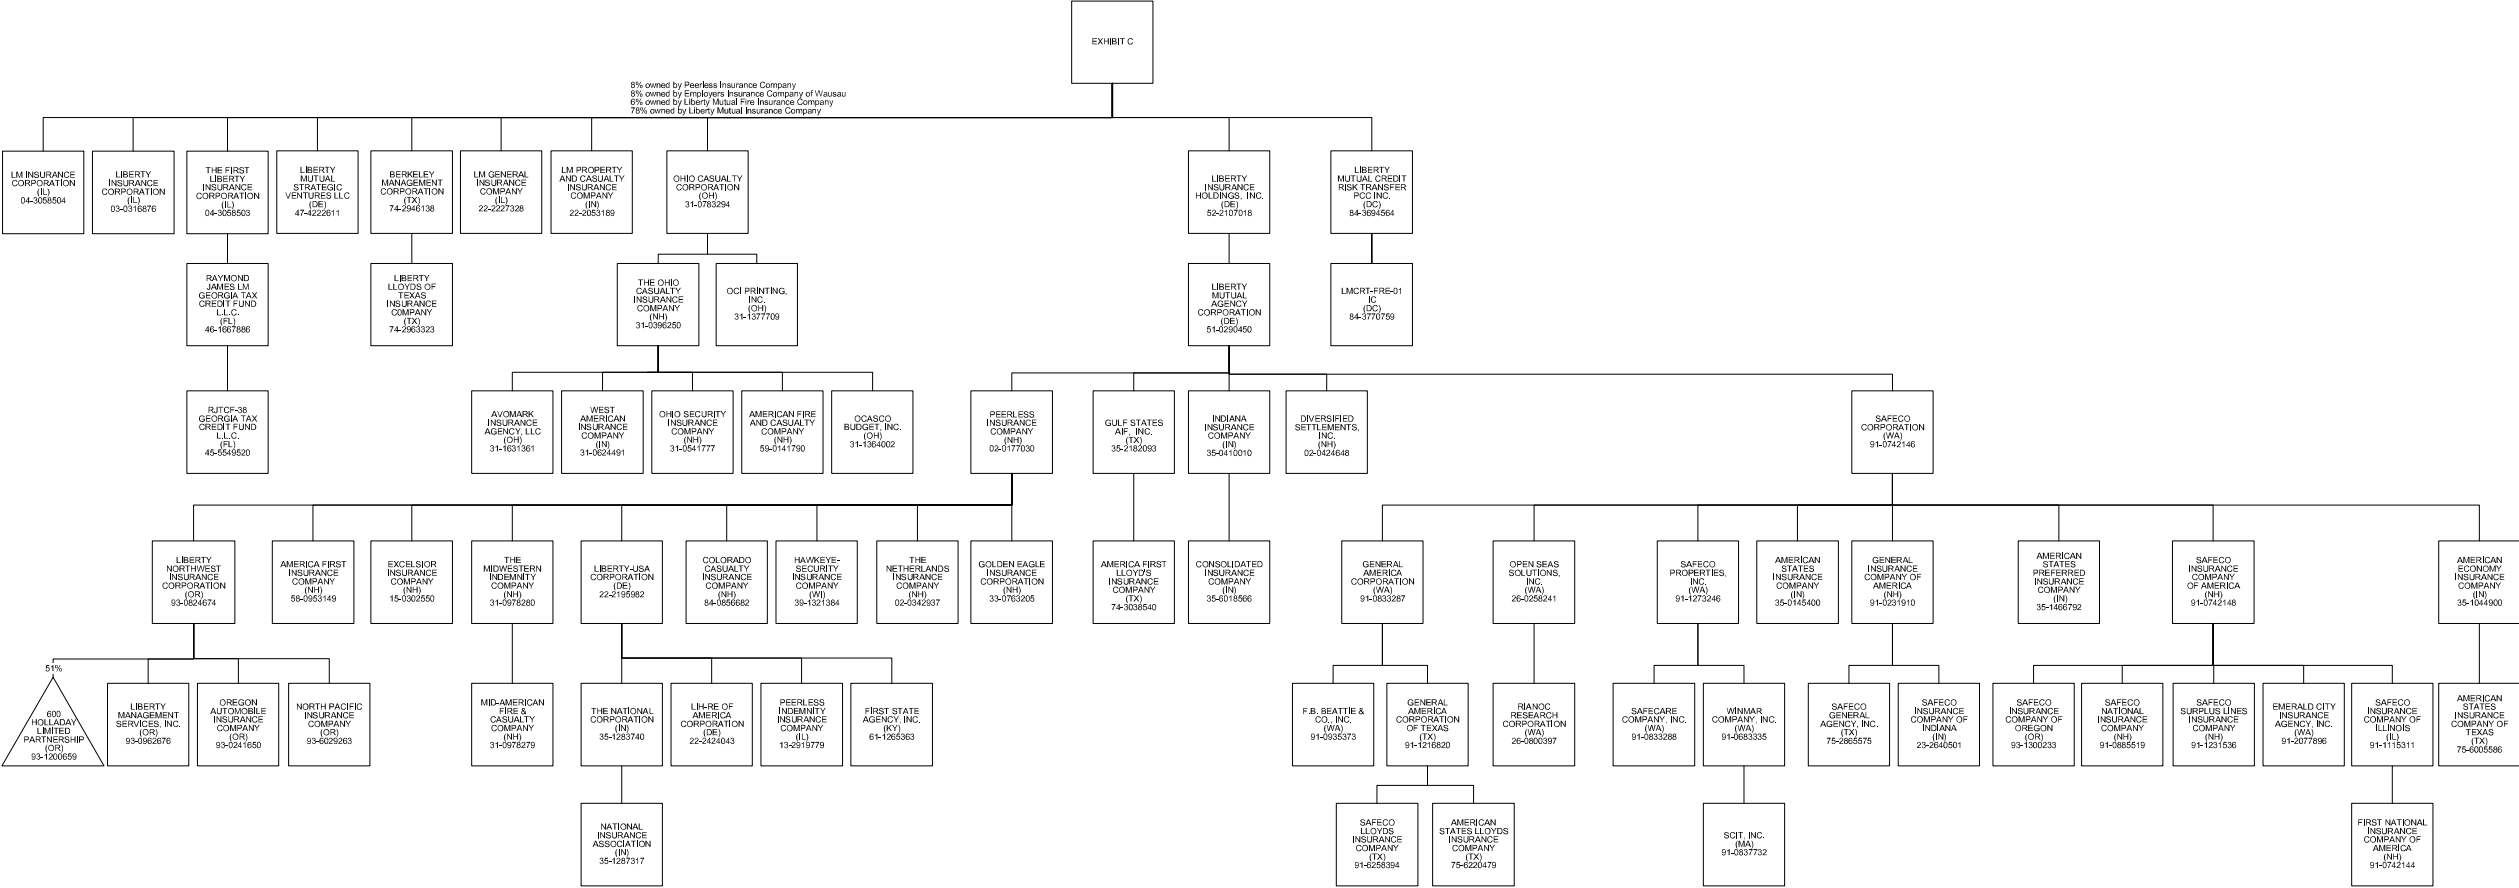 EXHIBIT C
8% owned by Peerless Insurance Company
8% owned by Employers Insurance Company of Wausau
6% owned by Liberty Mutual Fire Insurance Company
78% owned by Liberty Mutual Insurance Company
LM INSURANCE
CORPORATION
(IL)
04-3058504
LIBERTY
INSURANCE
CORPORATION
(IL)
03-0316876
THE FIRST
LIBERTY
INSURANCE
CORPORATION
(IL)
04-3058503
LIBERTY
MUTUAL
STRATEGIC
VENTURES LLC
(DE)
47-4222611
BERKELEY
MANAGEMENT
CORPORATION
(TX)
74-2946138
LM GENERAL
INSURANCE
COMPANY
(IL)
22-2227328
LM PROPERTY
AND CASUALTY
INSURANCE
COMPANY
(IN)
22-2053189
OHIO CASUALTY
CORPORATION
(OH)
31-0783294
LIBERTY
INSURANCE
HOLDINGS, INC.
(DE)
52-2107018
LIBERTY
MUTUAL CREDIT
RISK TRANSFER
PCC INC.
(DC)
84-3694564
RAYMOND
JAMES LM
GEORGIA TAX
CREDIT FUND
L.L.C.
(FL)
46-1667886
LIBERTY
LLOYDS OF
TEXAS
INSURANCE
COMPANY
(TX)
74-2963323
THE OHIO
CASUALTY
INSURANCE
COMPANY
(NH)
31-0396250
OCI PRINTING,
INC.
(OH)
31-1377709
LIBERTY
MUTUAL
AGENCY
CORPORATION
(DE)
51-0290450
LMCRT-FRE-01
IC
(DC)
84-3770759
RJTCF-38
GEORGIA TAX
CREDIT FUND
L.L.C.
(FL)
45-5549520
AVOMARK
INSURANCE
AGENCY, LLC
(OH)
31-1631361
WEST
AMERICAN
INSURANCE
COMPANY
(IN)
31-0624491
OHIO SECURITY
INSURANCE
COMPANY
(NH)
31-0541777
AMERICAN FIRE
AND CASUALTY
COMPANY
(NH)
59-0141790
OCASCO
BUDGET, INC.
(OH)
31-1364002
PEERLESS
INSURANCE
COMPANY
(NH)
02-0177030
GULF STATES
AIF, INC.
(TX)
35-2182093
INDIANA
INSURANCE
COMPANY
(IN)
35-0410010
DIVERSIFIED
SETTLEMENTS,
INC.
(NH)
02-0424648
SAFECO
CORPORATION
(WA)
91-0742146
LIBERTY
NORTHWEST
INSURANCE
CORPORATION
(OR)
93-0824674
AMERICA FIRST
INSURANCE
COMPANY
(NH)
58-0953149
EXCELSIOR
INSURANCE
COMPANY
(NH)
15-0302550
THE
MIDWESTERN
INDEMNITY
COMPANY
(NH)
31-0978280
LIBERTY-USA
CORPORATION
(DE)
22-2195982
COLORADO
CASUALTY
INSURANCE
COMPANY
(NH)
84-0856682
HAWKEYE-
SECURITY
INSURANCE
COMPANY
(WI)
39-1321384
THE
NETHERLANDS
INSURANCE
COMPANY
(NH)
02-0342937
GOLDEN EAGLE
INSURANCE
CORPORATION
(NH)
33-0763205
AMERICA FIRST
LLOYD'S
INSURANCE
COMPANY
(TX)
74-3038540
CONSOLIDATED
INSURANCE
COMPANY
(IN)
35-6018566
GENERAL
AMERICA
CORPORATION
(WA)
91-0833287
OPEN SEAS
SOLUTIONS,
INC.
(WA)
26-0258241
SAFECO
PROPERTIES,
INC.
(WA)
91-1273246
AMERICAN
STATES
INSURANCE
COMPANY
(IN)
35-0145400
GENERAL
INSURANCE
COMPANY OF
AMERICA
(NH)
91-0231910
AMERICAN
STATES
PREFERRED
INSURANCE
COMPANY
(IN)
35-1466792
SAFECO
INSURANCE
COMPANY
OF AMERICA
(NH)
91-0742148
AMERICAN
ECONOMY
INSURANCE
COMPANY
(IN)
35-1044900
51%
600
HOLLADAY
LIMITED
PARTNERSHIP
(OR)
93-1200659
LIBERTY
MANAGEMENT
SERVICES, INC.
(OR)
93-0962676
OREGON
AUTOMOBILE
INSURANCE
COMPANY
(OR)
93-0241650
NORTH PACIFIC
INSURANCE
COMPANY
(OR)
93-6029263
MID-AMERICAN
FIRE &
CASUALTY
COMPANY
(NH)
31-0978279
THE NATIONAL
CORPORATION
(IN)
35-1283740
LIH-RE OF
AMERICA
CORPORATION
(DE)
22-2424043
PEERLESS
INDEMNITY
INSURANCE
COMPANY
(IL)
13-2919779
FIRST STATE
AGENCY, INC.
(KY)
61-1265363
F.B. BEATTIE &
CO., INC.
(WA)
91-0935373
GENERAL
AMERICA
CORPORATION
OF TEXAS
(TX)
91-1216820
RIANOC
RESEARCH
CORPORATION
(WA)
26-0800397
SAFECARE
COMPANY, INC.
(WA)
91-0833288
WINMAR
COMPANY, INC.
(WA)
91-0683335
SAFECO
GENERAL
AGENCY, INC.
(TX)
75-2865575
SAFECO
INSURANCE
COMPANY OF
INDIANA
(IN)
23-2640501
SAFECO
INSURANCE
COMPANY OF
OREGON
(OR)
93-1300233
SAFECO
NATIONAL
INSURANCE
COMPANY
(NH)
91-0885519
SAFECO
SURPLUS LINES
INSURANCE
COMPANY
(NH)
91-1231536
EMERALD CITY
INSURANCE
AGENCY, INC.
(WA)
91-2077896
SAFECO
INSURANCE
COMPANY OF
ILLINOIS
(IL)
91-1115311
AMERICAN
STATES
INSURANCE
COMPANY OF
TEXAS
(TX)
75-6005586
NATIONAL
INSURANCE
ASSOCIATION
(IN)
35-1287317
SAFECO
LLOYDS
INSURANCE
COMPANY
(TX)
91-6258394
AMERICAN
STATES LLOYDS
INSURANCE
COMPANY
(TX)
75-6220479
SCIT, INC.
(MA)
91-0837732
FIRST NATIONAL
INSURANCE
COMPANY OF
AMERICA
(NH)
91-0742144